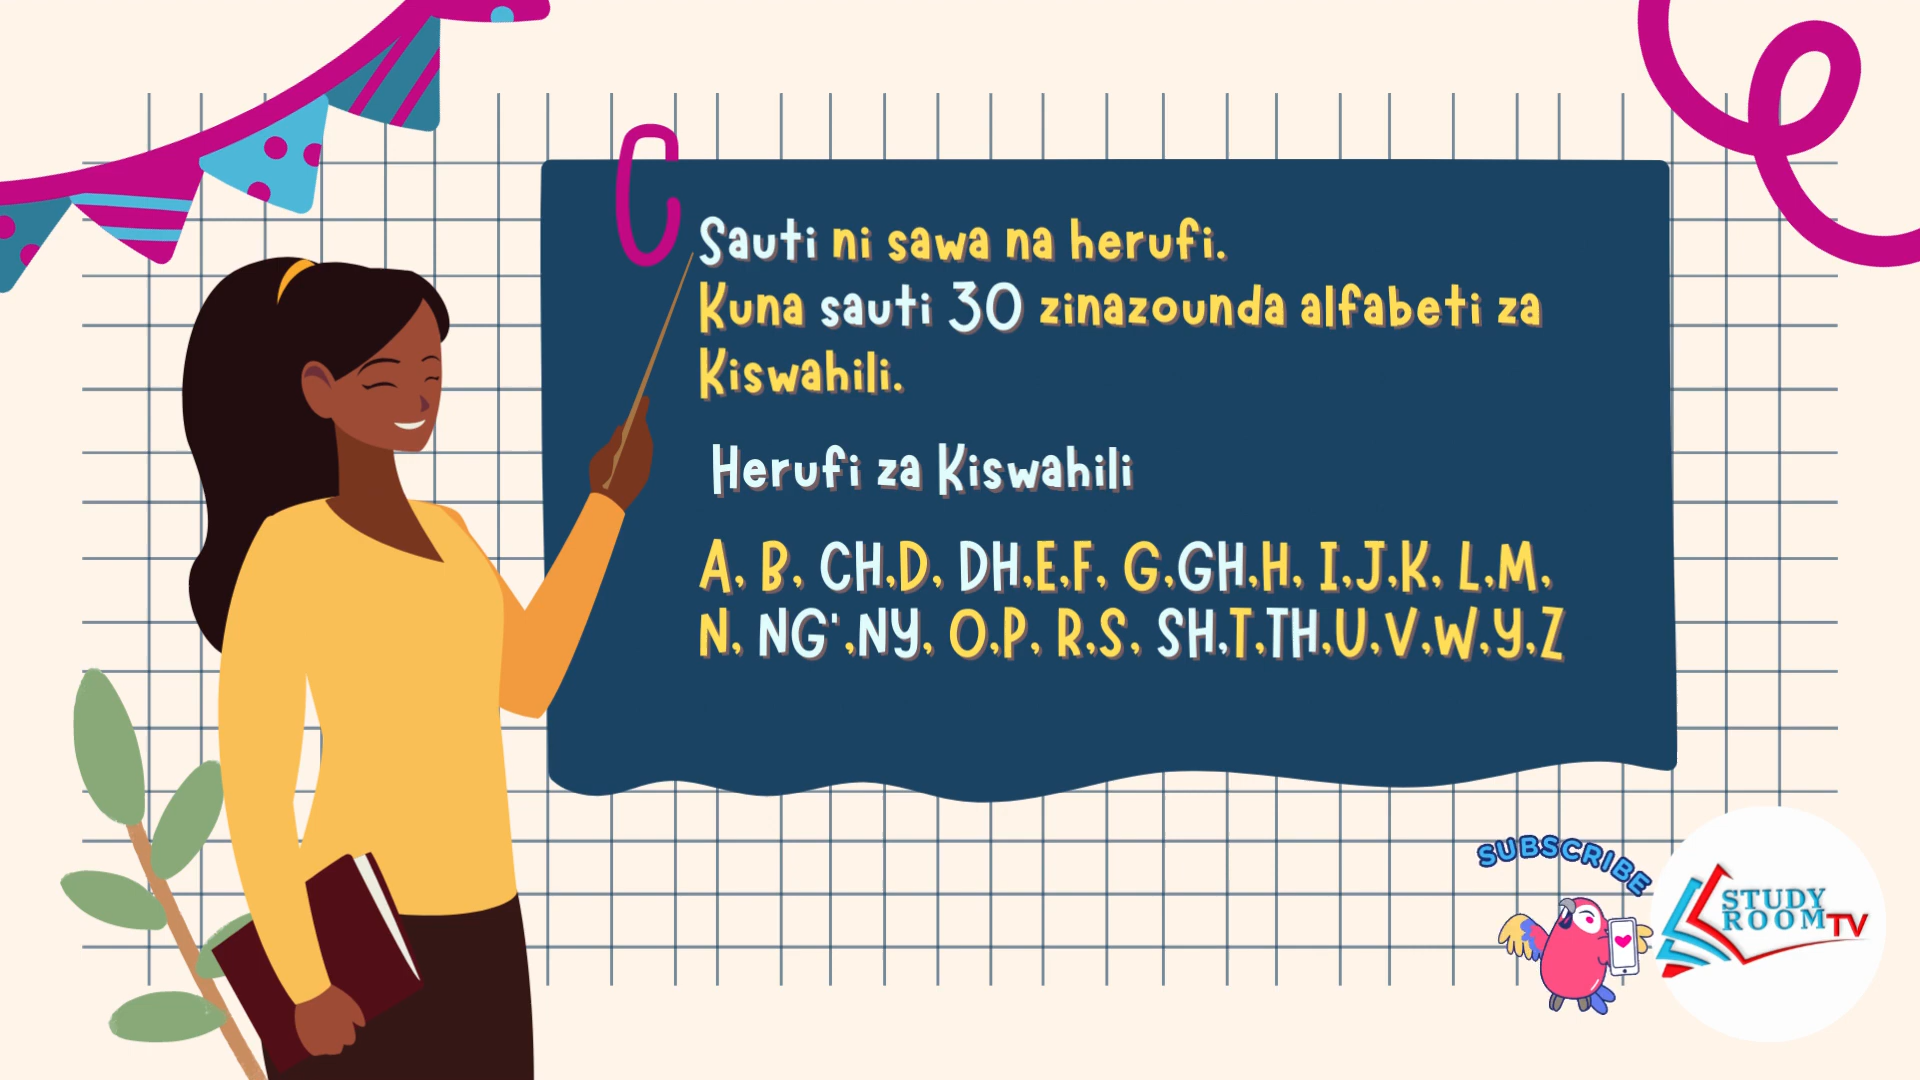 Sauti ni sawa na herufi.
Kuna sauti 30 zinazounda alfabeti za
Kiswahili.
Herufi za Kiswahili
A, B, CH,D, DH,E,F, G,GH,H, I,J,K, L,M,
N, NG',NY, O,P, R,S, SH,T,TH,U,V,W,Y,Z
SUBSCRIBE
STUDY
ROOM TV